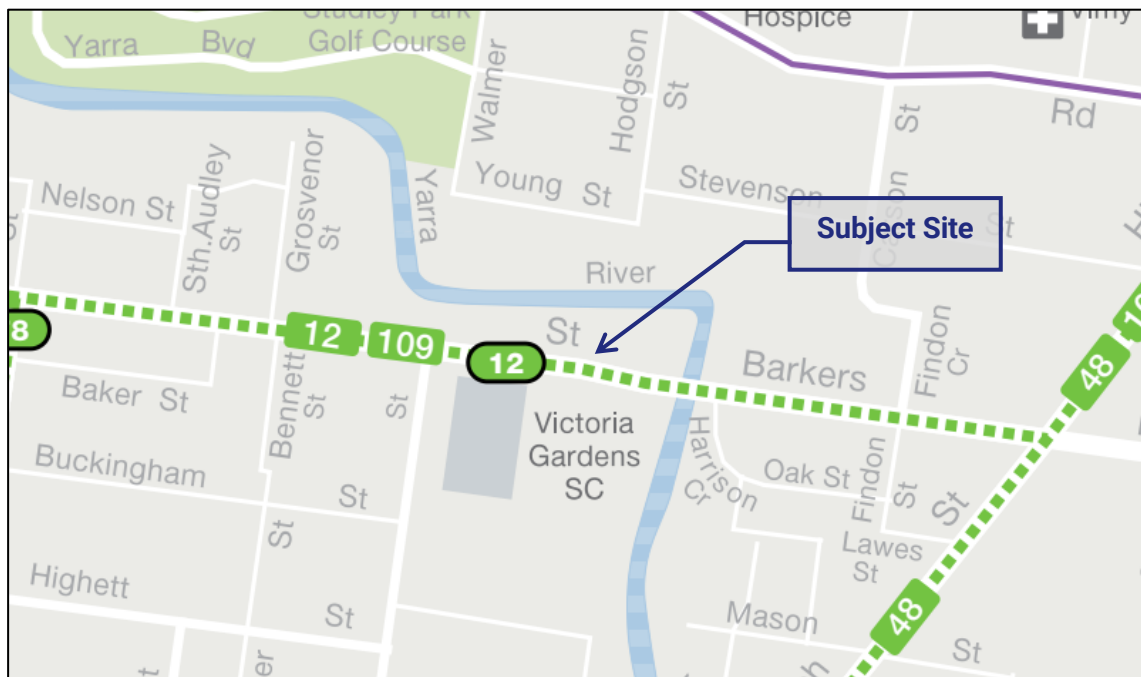 Studley Park
Golf Course
Yarra Bvd
Hospice
Vimy
Walmer
Hodgson
St
St
Rd
Nelson St
Sth.Audley
St
Grosvenor
St
Yarra
Young St
Stevenson
St
Subject Site
River
St
12
109
12
8
Barkers
Findon
Cr
48
Baker St
Bennett
St
St
Victoria
Gardens
SC
Harrison
Cr
Oak St
Findon
St
St
Buckingham
St
St
Lawes
St
Highett
St
Mason
St
48